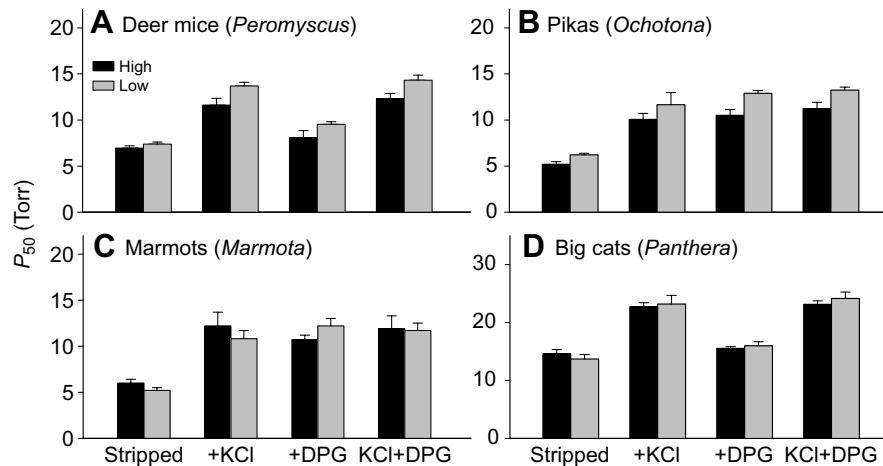 A Deer mice (Peromyscus)
High
Low
20
15
10
5
0
B Pikas (Ochotona)
20
15
10
5
0
P50 (Torr)
C Marmots (Marmota)
20
15
10
5
0
Stripped +KCl +DPG KCl+DPG
D Big cats (Panthera)
30
20
10
0
Stripped +KCl +DPG KCl+DPG